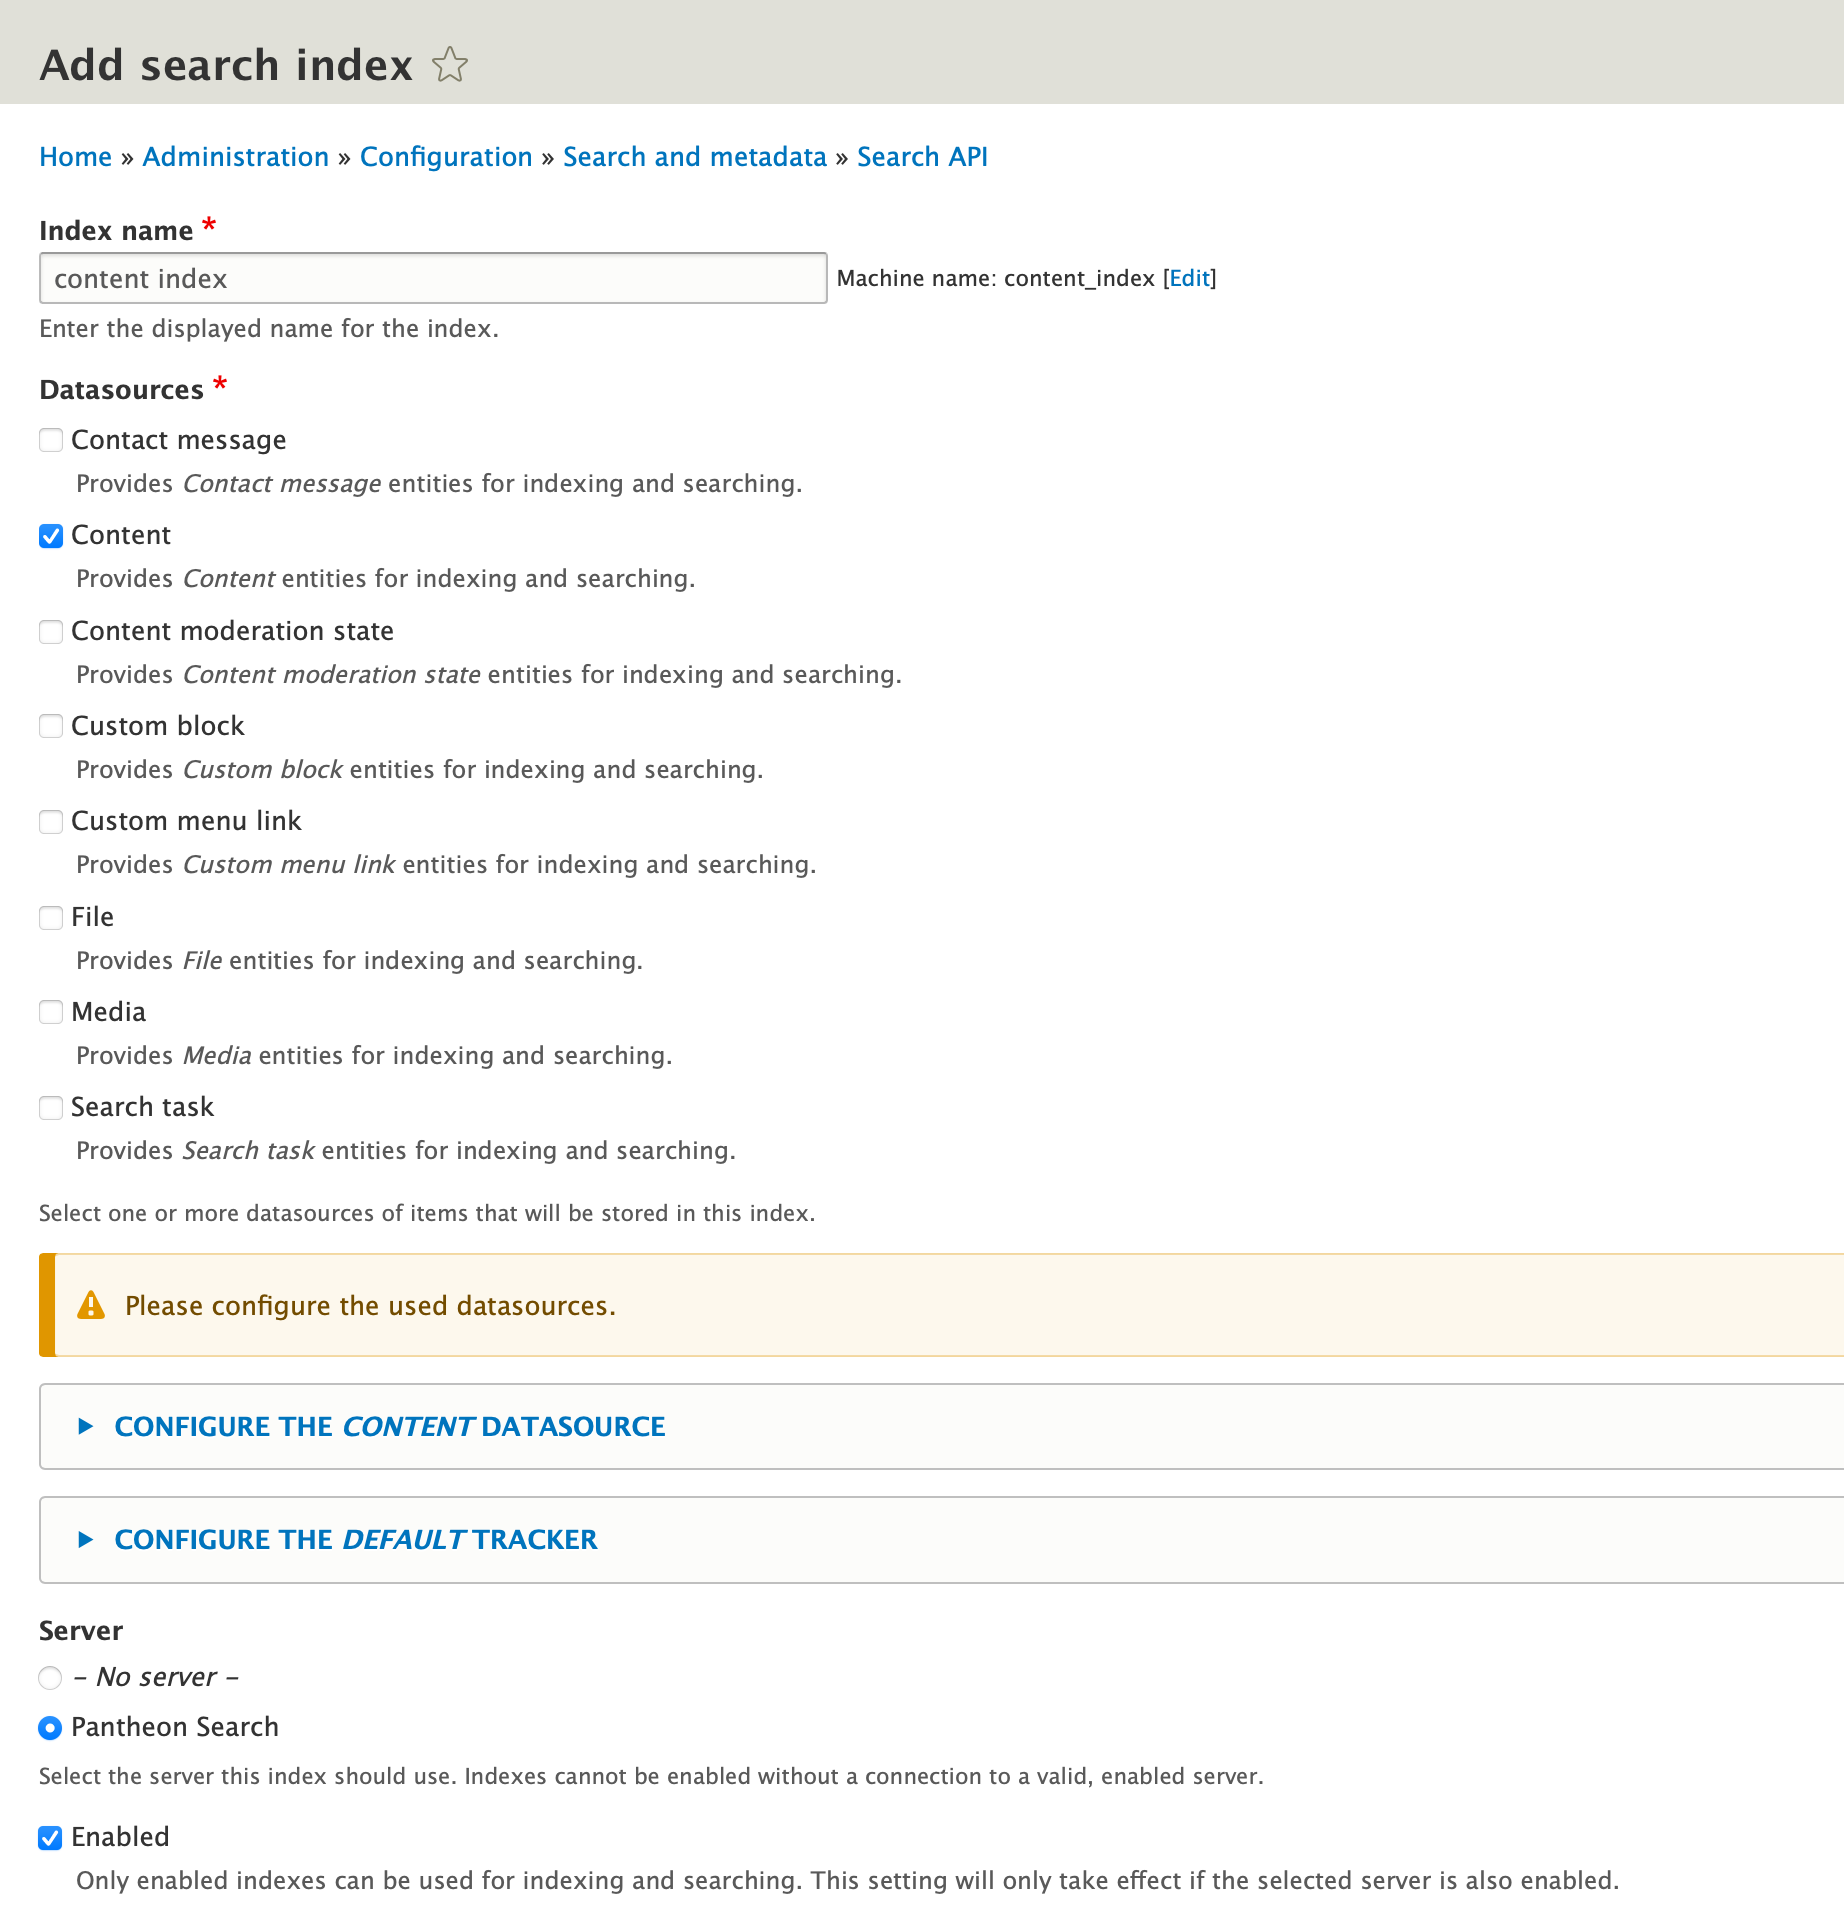 Add search index
Home » Administration » Configuration » Search and metadata » Search API
Index name *
content index Machine name: content_index [Edit]
Enter the displayed name for the index.
Datasources *
Contact message
Provides Contact message entities for indexing and searching.
Content
Provides Content entities for indexing and searching.
Content moderation state
Provides Content moderation state entities for indexing and searching.
Custom block
Provides Custom block entities for indexing and searching.
Custom menu link
Provides Custom menu link entities for indexing and searching.
File
Provides File entities for indexing and searching.
Media
Provides Media entities for indexing and searching.
Search task
Provides Search task entities for indexing and searching.
Select one or more datasources of items that will be stored in this index.
Please configure the used datasources.
CONFIGURE THE CONTENT DATASOURCE
CONFIGURE THE DEFAULT TRACKER
Server
– No server –
Pantheon Search
Select the server this index should use. Indexes cannot be enabled without a connection to a valid, enabled server.
Enabled
Only enabled indexes can be used for indexing and searching. This setting will only take effect if the selected server is also enabled.